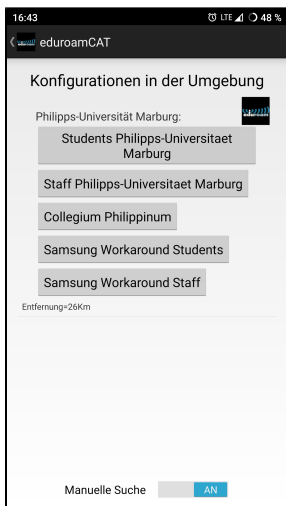 16:43 LTE 48 %
eduroamCAT
Konfigurationen in der Umgebung
Philipps-Universität Marburg:
Students Philipps-Universitaet
Marburg
Staff Philipps-Universitaet Marburg
Collegium Philippinum
Samsung Workaround Students
Samsung Workaround Staff
Entfernung=26Km
Manuelle Suche AN